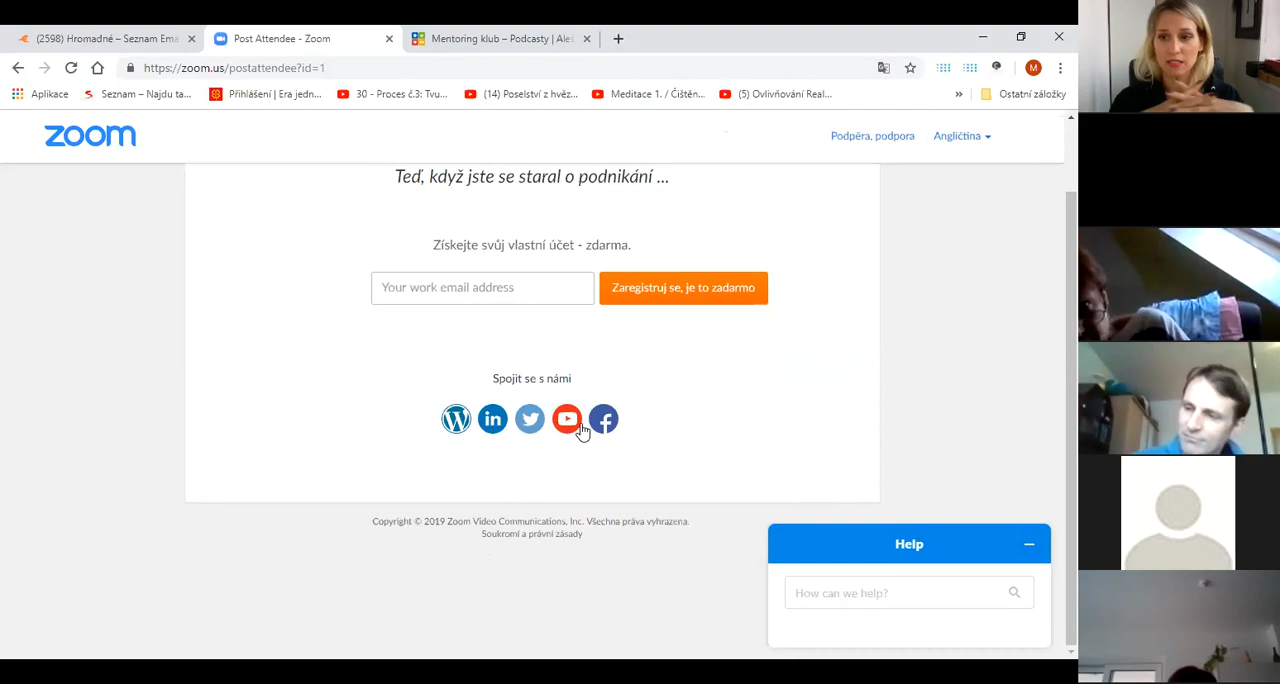 (2598) Hromadné – Seznam Ema
Post Attendee - Zoom
Mentoring klub – Podcasty | Aleš
https://zoom.us/postattendee?id=1
M
Aplikace
Seznam – Najdu ta...
Přihlášení | Era jedn...
30 - Proces č.3: Tvu...
(14) Poselství z hvěz...
Meditace 1. / Čištěn...
(5) Ovlivňování Real...
»
Ostatní záložky
zoom
Podpěra, podpora
Angličtina
Teď, když jste se staral o podnikání ...
Získejte svůj vlastní účet - zdarma.
Your work email address
Zaregistruj se, je to zadarmo
Spojit se s námi
Copyright © 2019 Zoom Video Communications, Inc. Všechna práva vyhrazena.
Soukromí a právní zásady
Help
How can we help?